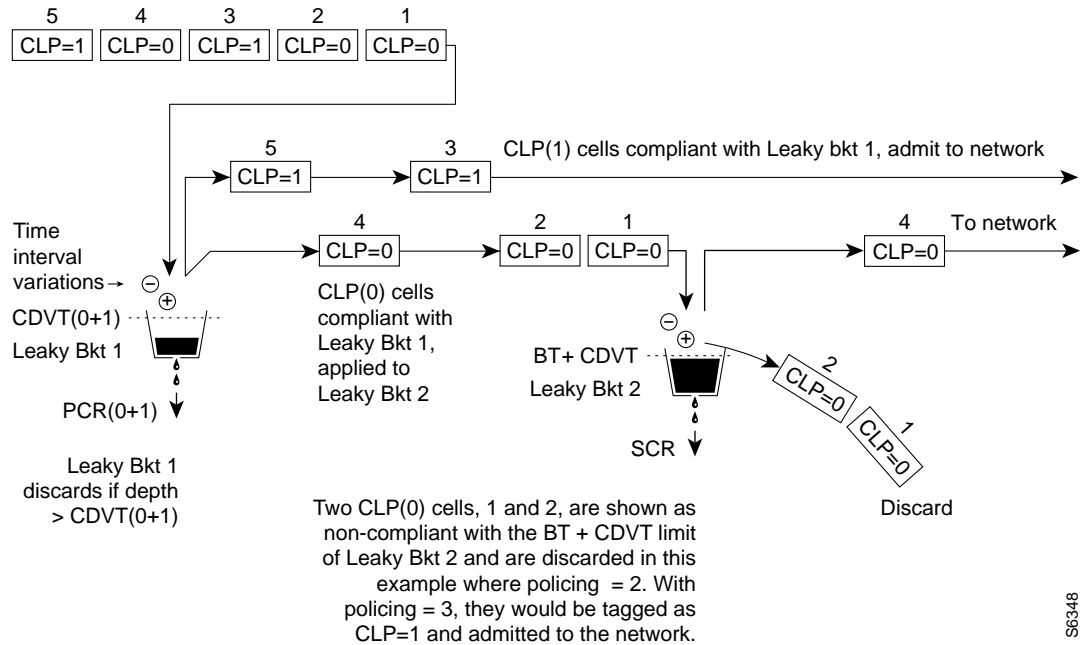 5 4 3 2 1
CLP=1 CLP=0 CLP=1 CLP=0 CLP=0
5 3 CLP(1) cells compliant with Leaky bkt 1, admit to network
CLP=1 CLP=1
4 2 1 4 To network
CLP=0 CLP=0 CLP=0 CLP=0
Time
interval
variations
− +
CDVT(0+1)
Leaky Bkt 1
PCR(0+1)
Leaky Bkt 1
discards if depth
> CDVT(0+1)
CLP(0) cells
compliant with
Leaky Bkt 1,
applied to
Leaky Bkt 2
− +
BT+ CDVT
Leaky Bkt 2
SCR
2
CLP=0
1
CLP=0
Discard
Two CLP(0) cells, 1 and 2, are shown as
non-compliant with the BT + CDVT limit
of Leaky Bkt 2 and are discarded in this
example where policing = 2. With
policing = 3, they would be tagged as
CLP=1 and admitted to the network.
S6348